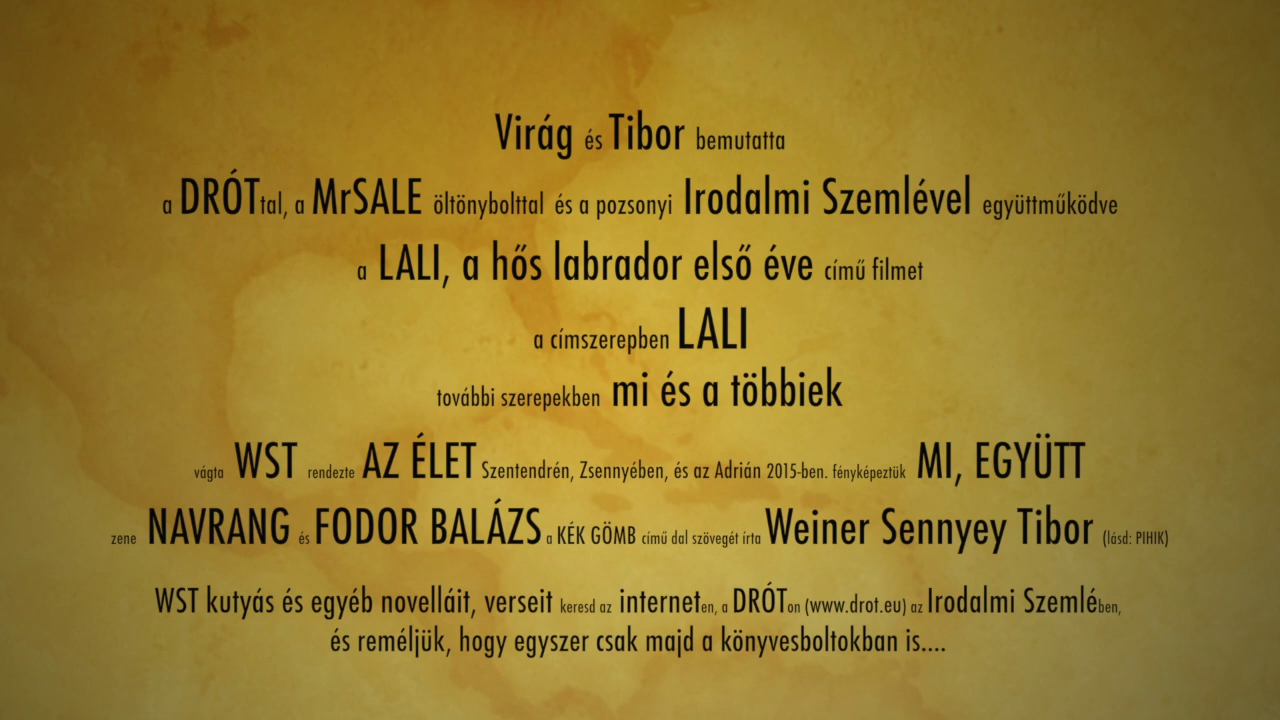 Virág és Tibor bemutatta
a DRÓTtal, a MrSALE öltönybolttal és a pozsonyi Irodalmi Szemlével együttműködve
a LALI, a hős labrador első éve című filmet
a címszerepben LALI
további szerepekben mi és a többiek
vágta WST rendezte AZ ÉLET Szentendrén, Zsennyében, és az Adrián 2015-ben. fényképeztük MI, EGYÜTT
zene NAVRANG és FODOR BALÁZS a KÉK GÖMB című dal szövegét írta Weiner Sennyey Tibor (lásd: PIHIK)
WST kutyás és egyéb novelláit, verseit keresd az interneten, a DRÓTon (www.drot.eu) az Irodalmi Szemlében,
és reméljük, hogy egyszer csak majd a könyvesboltokban is....